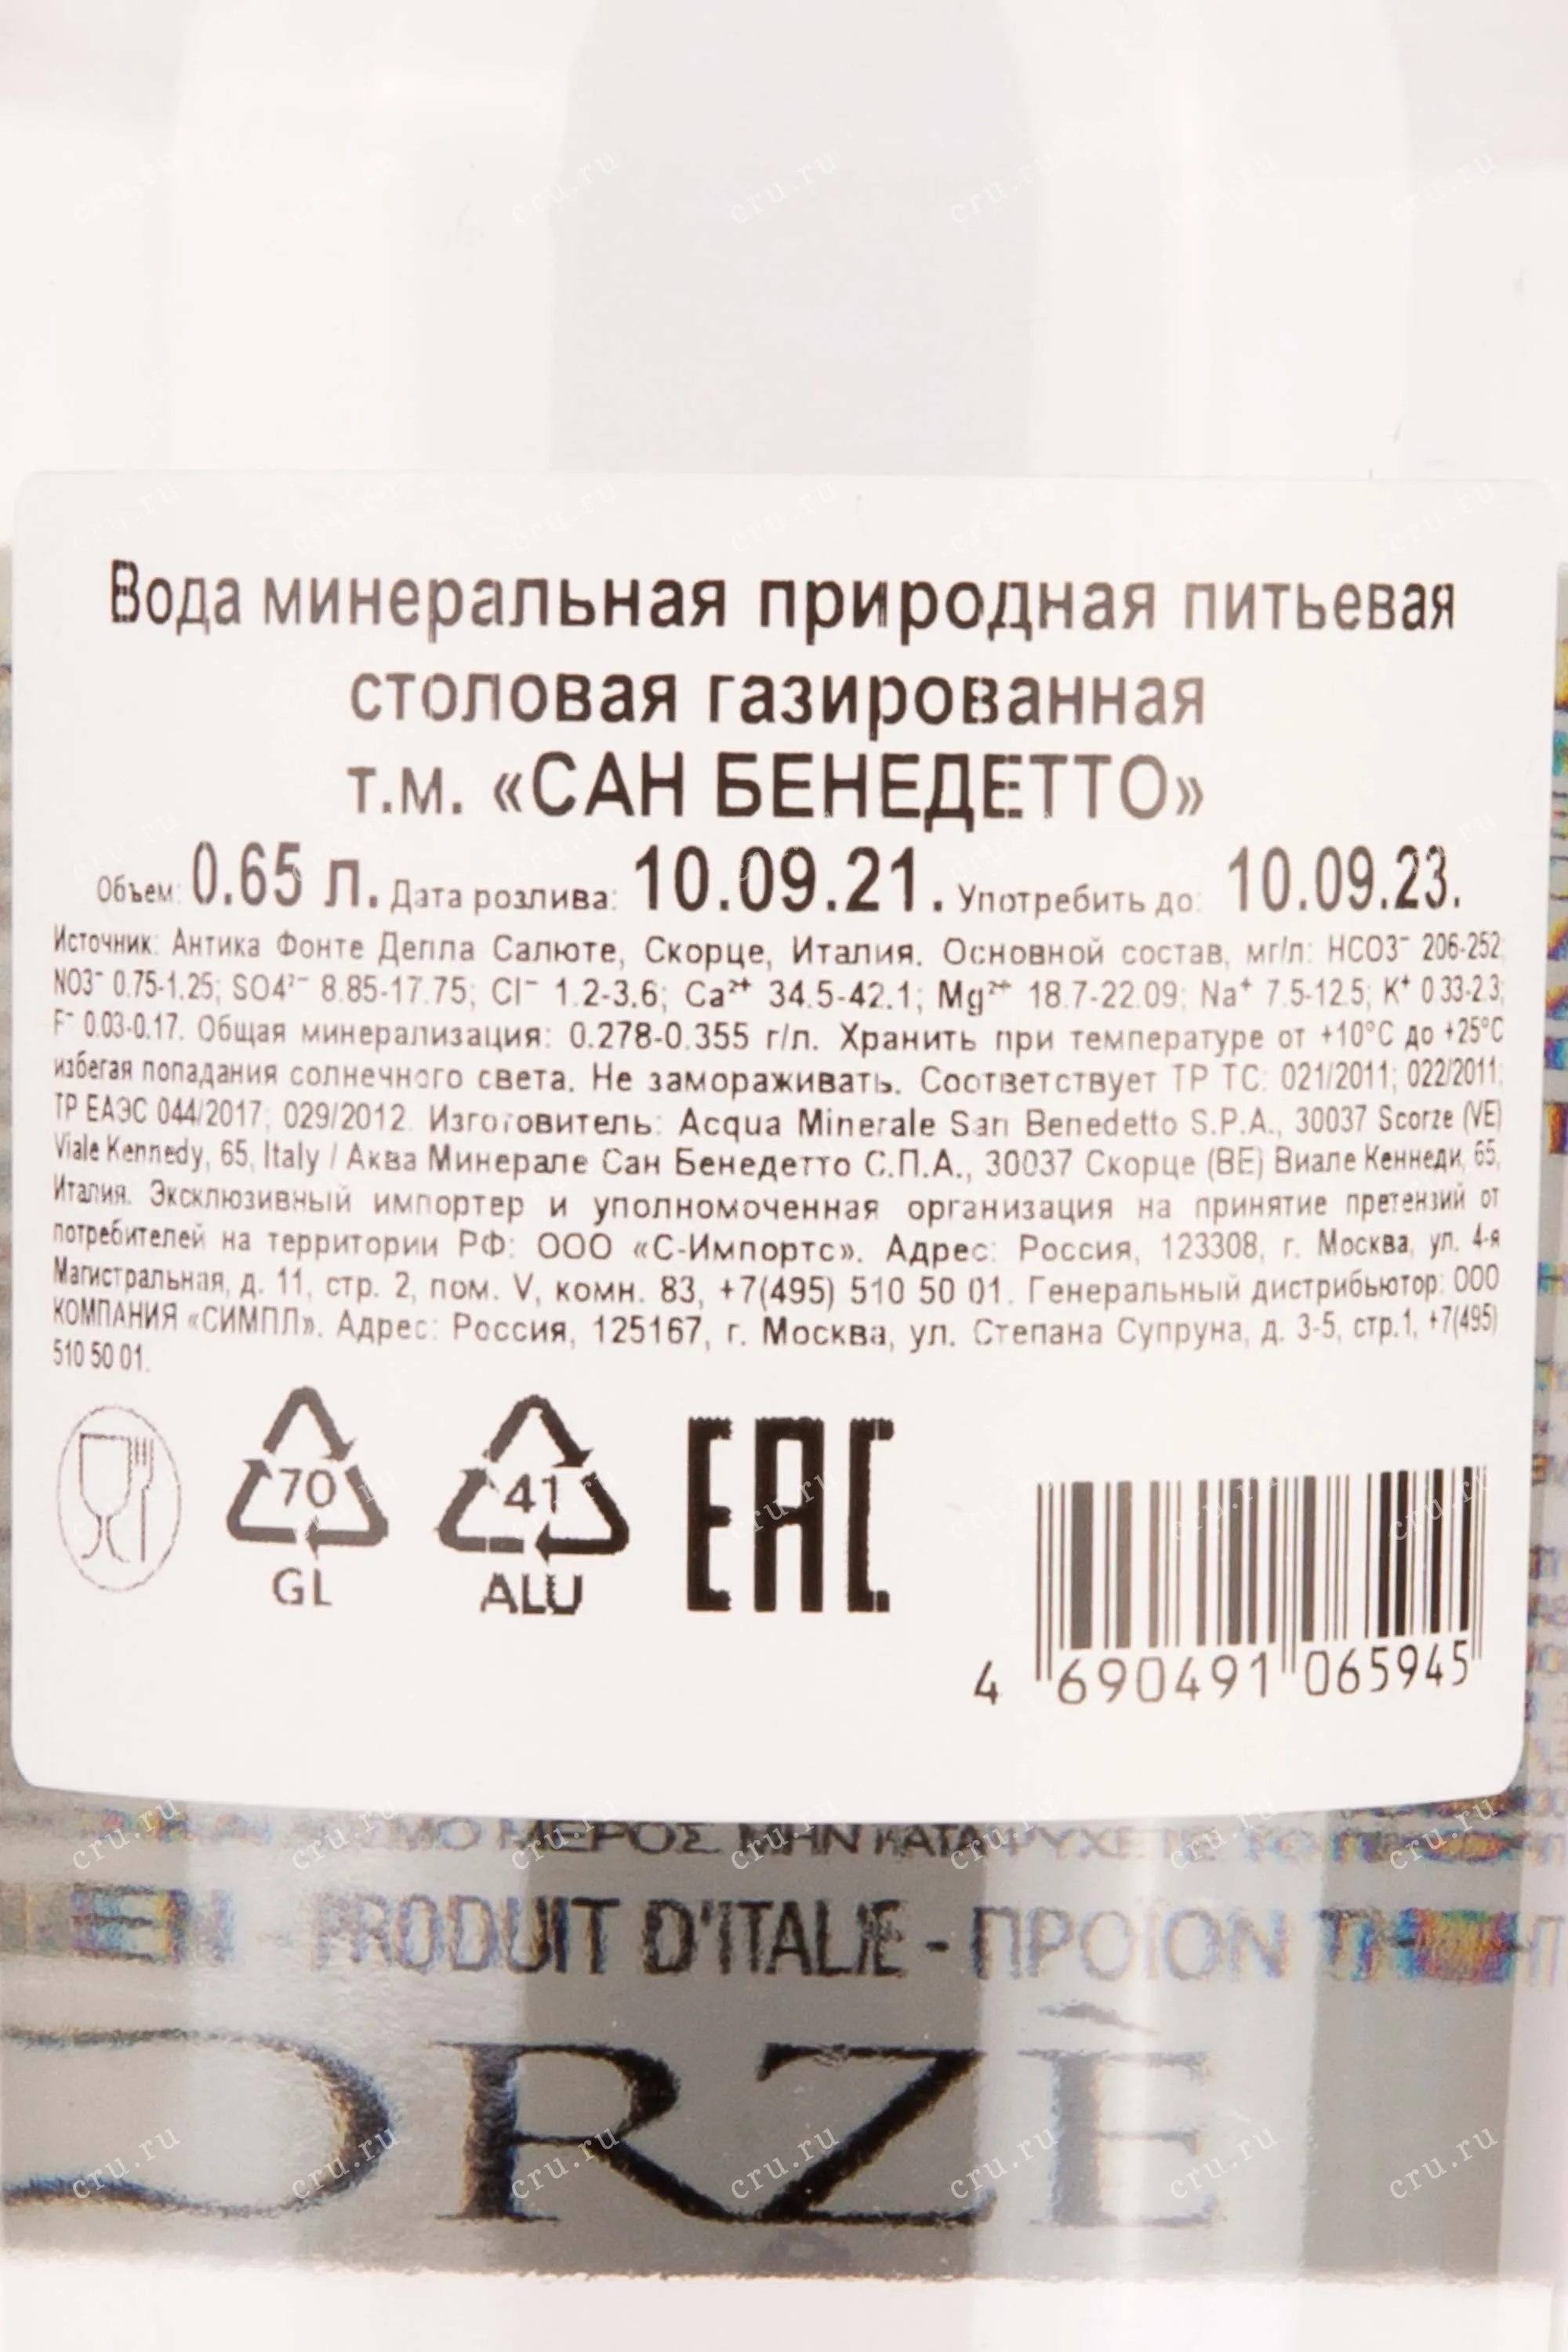 Вода минеральная природная питьевая
столовая газированная
т.м. «САН БЕНЕДЕТТО»
Объем: 0.65 л. Дата розлива: 10.09.21. Употребить до: 10.09.23.
Источник: Антика Фонте Делла Салюте, Скорце, Италия. Основной состав, мг/л: HCO3⁻ 206-252;
NO3⁻ 0.75-1.25; SO4²⁻ 8.85-17.75; Cl⁻ 1.2-3.6; Ca²⁺ 34.5-42.1; Mg²⁺ 18.7-22.09; Na⁺ 7.5-12.5; K⁺ 0.33-2.3;
F⁻ 0.03-0.17. Общая минерализация: 0.278-0.355 г/л. Хранить при температуре от +10°C до +25°C
избегая попадания солнечного света. Не замораживать. Соответствует ТР ТС: 021/2011; 022/2011;
ТР ЕАЭС 044/2017; 029/2012. Изготовитель: Acqua Minerale San Benedetto S.P.A., 30037 Scorze (VE)
Viale Kennedy, 65, Italy / Аква Минерале Сан Бенедетто С.П.А., 30037 Скорце (ВЕ) Виале Кеннеди, 65,
Италия. Эксклюзивный импортер и уполномоченная организация на принятие претензий от
потребителей на территории РФ: ООО «С-Импортс». Адрес: Россия, 123308, г. Москва, ул. 4-я
Магистральная, д. 11, стр. 2, пом. V, комн. 83, +7(495) 510 50 01. Генеральный дистрибьютор: ООО
КОМПАНИЯ «СИМПЛ». Адрес: Россия, 125167, г. Москва, ул. Степана Супруна, д. 3-5, стр.1, +7(495)
510 50 01.
70 41 EAC
GL ALU
4 690491 065945
ΜΕΡΟΣ ΜΗΝ
PRODUIT D'ITALIE - ΠΡΟΪΟΝ
ORZÈ
cru.ru